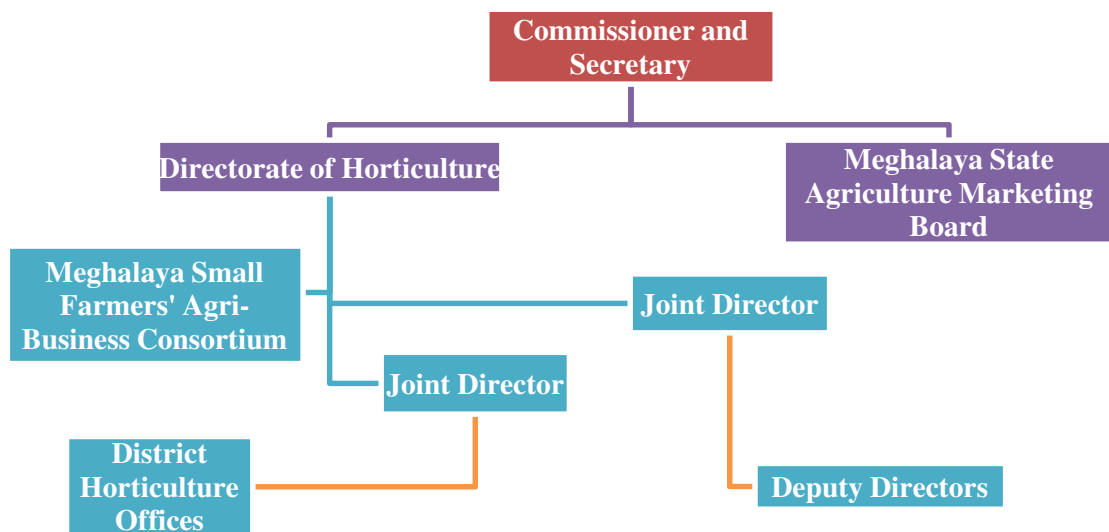 Commissioner and
Secretary
Directorate of Horticulture
Meghalaya State
Agriculture Marketing
Board
Meghalaya Small
Farmers' Agri-
Business Consortium
Joint Director
Joint Director
District
Horticulture
Offices
Deputy Directors